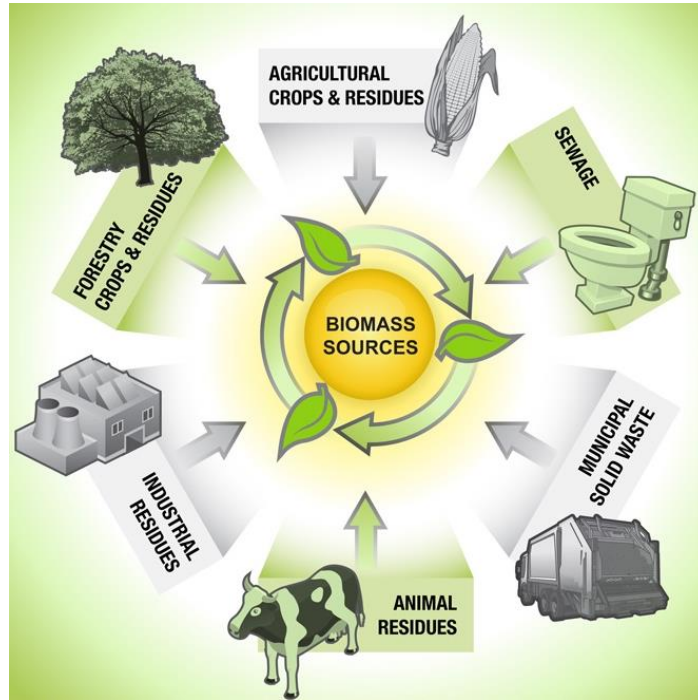 AGRICULTURAL
CROPS & RESIDUES
SEWAGE
FORESTRY
CROPS & RESIDUES
BIOMASS
SOURCES
MUNICIPAL
SOLID WASTE
INDUSTRIAL
RESIDUES
ANIMAL
RESIDUES